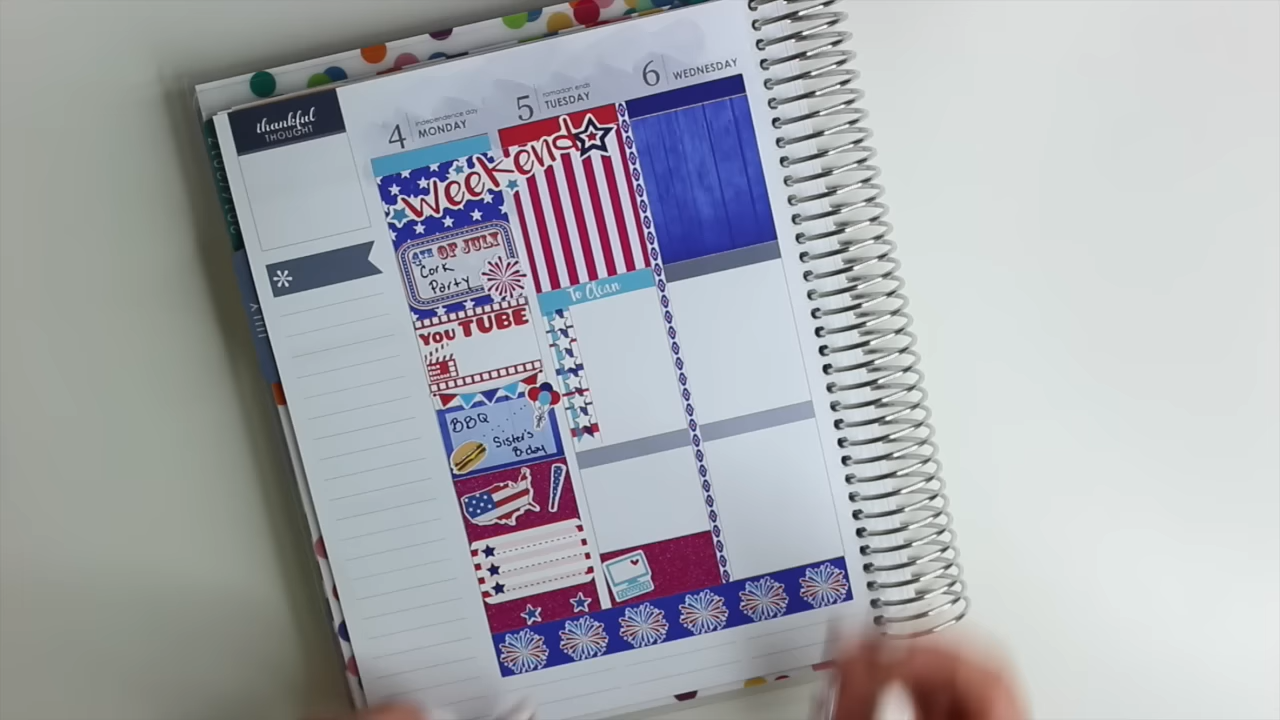 thankful
THOUGHT
4
independence day
MONDAY
5
ramadan ends
TUESDAY
6
WEDNESDAY
weekend
4TH OF JULY
Cork
Party
YOU TUBE
To Clean
BBQ
Sister's
B-day
JULY